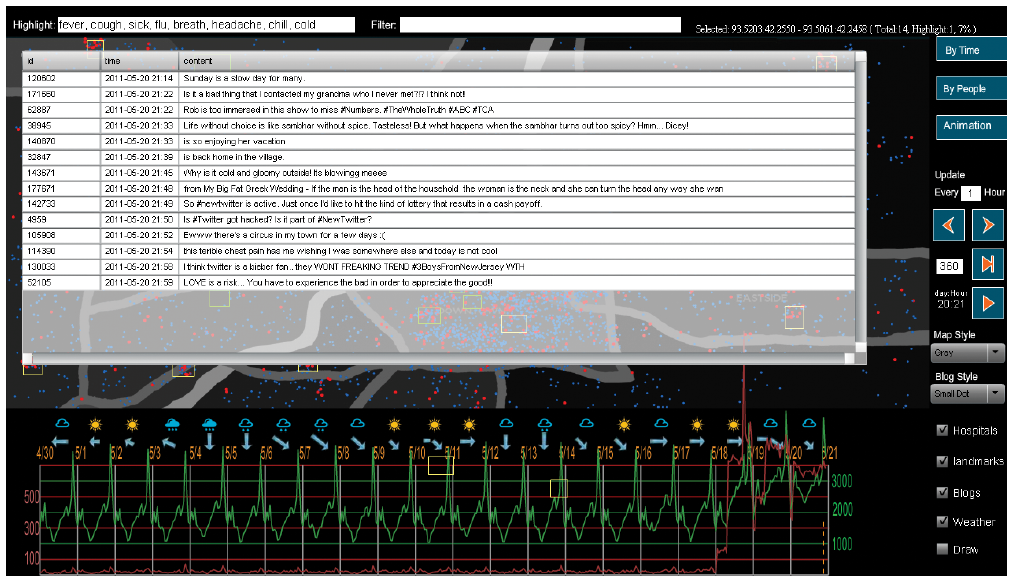 Highlight: fever, cough, sick, flu, breath, headache, chill, cold
Filter:
Selected: 93.5203 42.2550 - 93.5061:42.2458 ( Total:14, Highlight:1, 7% )
By Time
By People
Animation
Update
Every 1 Hour
360
day:Hour
20:21
Map Style
Gray
Blog Style
Small Dot
Hospitals
landmarks
Blogs
Weather
Draw
id time content
120602 2011-05-20 21:14 Sunday is a slow day for many.
171660 2011-05-20 21:22 Is it a bad thing that I contacted my grandma who I never met?!? I think not!!
62887 2011-05-20 21:22 Rob is too immersed in this show to miss #Numbers. #TheWholeTruth #ABC #TCA
38945 2011-05-20 21:33 Life without choice is like sambhar without spice. Tasteless! But what happens when the sambhar turns out too spicy? Hmm... Dicey!
140870 2011-05-20 21:33 is so enjoying her vacation
32847 2011-05-20 21:39 is back home in the village.
143671 2011-05-20 21:45 Why is it cold and gloomy outside! Its blowingg meeee
177671 2011-05-20 21:48 from My Big Fat Greek Wedding - If the man is the head of the household the woman is the neck and she can turn the head any way she wan
142733 2011-05-20 21:49 So #newtwitter is active. Just once I'd like to hit the kind of lottery that results in a cash payoff.
4959 2011-05-20 21:50 Is #Twitter got hacked? Is it part of #NewTwitter?
105908 2011-05-20 21:52 Ewwww there's a circus in my town for a few days :(
114390 2011-05-20 21:54 this terible chest pain has me wishing I was somewhere else and today is not cool
130033 2011-05-20 21:58 I think twitter is a bieber fan.. they WONT FREAKING TREND #3BoysFromNewJersey WTH
52105 2011-05-20 21:59 LOVE is a risk... You have to experience the bad in order to appreciate the good!!!
EASTSIDE
4/30 5/1 5/2 5/3 5/4 5/5 5/6 5/7 5/8 5/9 5/10 5/11 5/12 5/13 5/14 5/15 5/16 5/17 5/18 5/19 5/20 5/21
500
300
100
3000
2000
1000